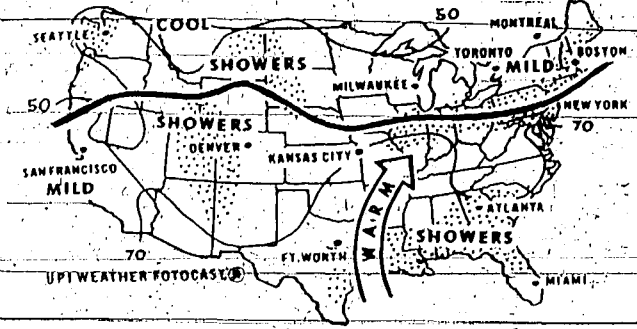 50
MONTREAL
SEATTLE
COOL
TORONTO
BOSTON
SHOWERS
MILD
MILWAUKEE
50
NEW YORK
SHOWERS
70
DENVER
KANSAS CITY
SAN FRANCISCO
MILD
WARM
ATLANTA
SHOWERS
70
FT. WORTH
UPI WEATHER FOTOCAST
MIAMI